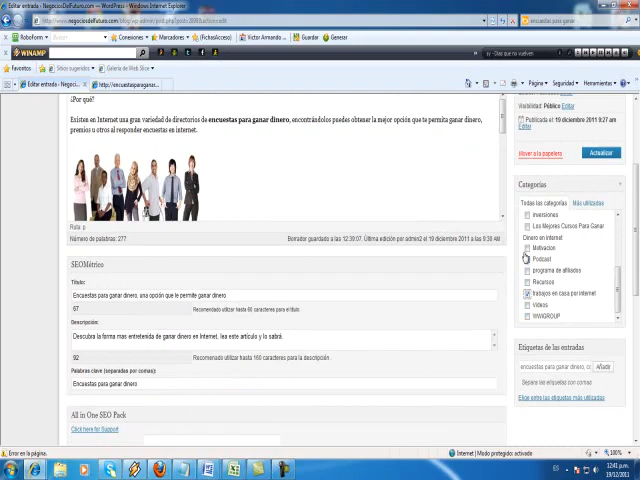 Editar entrada ‹ NegociosDelFuturo.com — WordPress - Windows Internet Explorer
http://www.negociosdelfuturo.com
encuestas para ganar
RoboForm
Buscar
Conexiones
Marcadores
(FichasAcceso)
Victor Armando ...
Guardar
Generar
WINAMP
Favoritos
Sitios sugeridos
Galería de Web Slice
Editar entrada ‹ Negoci...
http://encuestasparaganar...
Página
Seguridad
Herramientas
¿Por qué?
Existen en Internet una gran variedad de directorios de encuestas para ganar dinero, encontrándolos puedes obtener la mejor opción que te permita ganar dinero,
premios u otros al responder encuestas en internet.
Ruta: p
Número de palabras: 277
Borrador guardado a las 12:39:07. Última edición por admin2 el 19 diciembre 2011 a las 9:30 AM
SEOMétrico
Título:
Encuestas para ganar dinero, una opción que le permite ganar dinero
67
Recomendado utilizar hasta 60 caracteres para el título.
Descripción:
Descubra la forma mas entretenida de ganar dinero en Internet, lea este artículo y lo sabrá.
92
Recomenado utilizar hasta 160 caracteres para la descripción.
Palabras clave (separadas por comas):
Encuestas para ganar dinero
All in One SEO Pack
Click here for Support
Visibilidad: Público Editar
Publicada el: 19 diciembre 2011 9:27 am
Editar
Mover a la papelera
Actualizar
Categorías
Todas las categorías
Más utilizadas
inversiones
Los Mejores Cursos Para Ganar
Dinero en internet
Motivacion
Podcast
programa de afiliados
Recursos
trabajos en casa por internet
Videos
WWIGROUP
Etiquetas de las entradas
encuestas para ganar dinero, c
Añadir
Separa las etiquetas con comas
Elige entre las etiquetas más utilizadas
Error en la página.
Internet | Modo protegido: activado
100%
ES
12:41 p.m.
19/12/2011